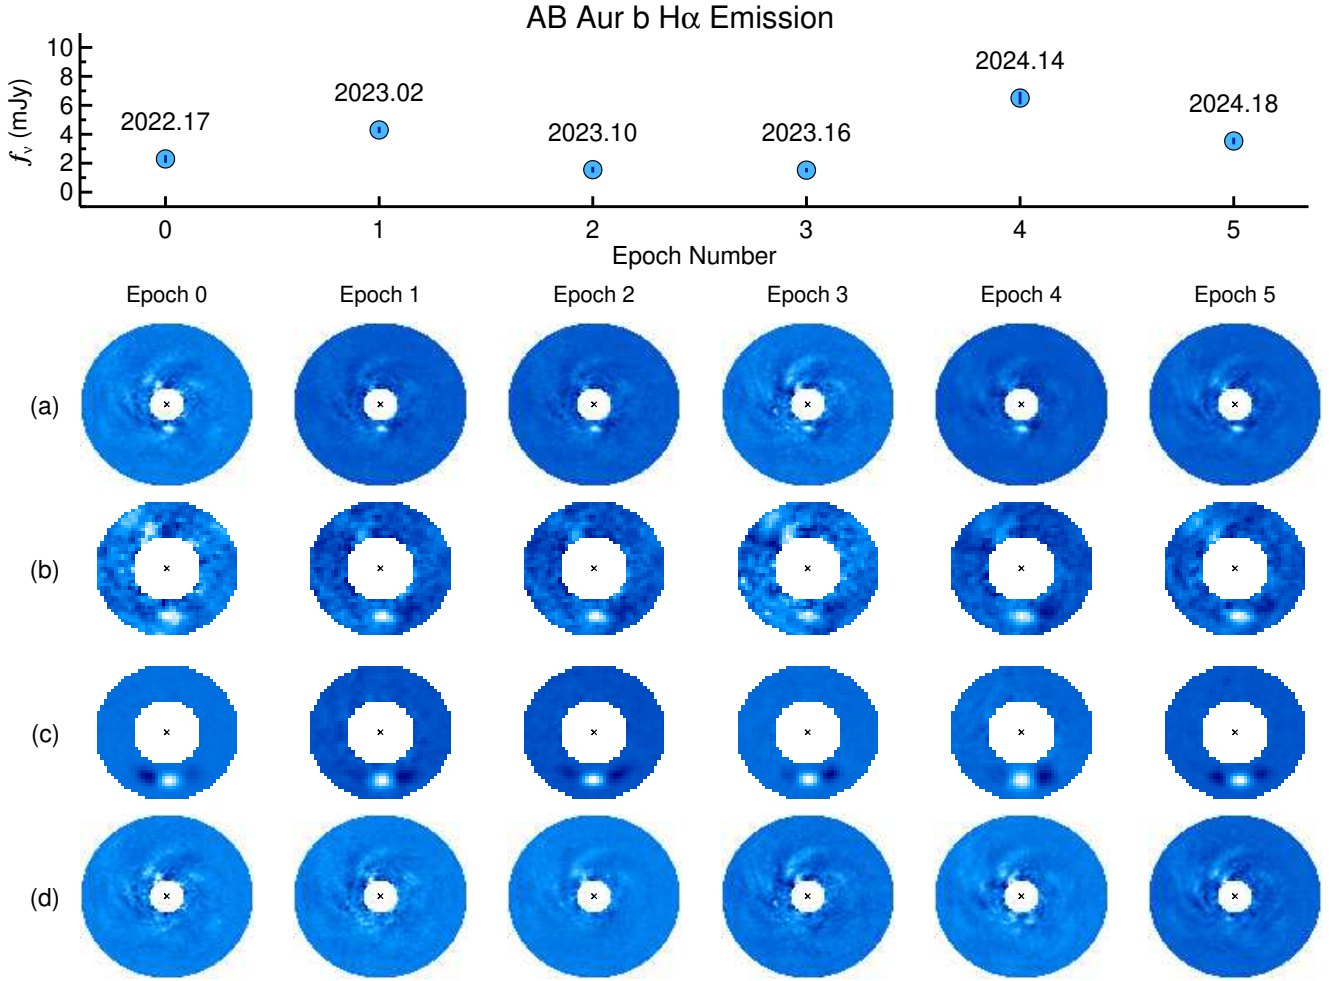 AB Aur b Hα Emission
10
8
6
4
2
0
fν (mJy)
2022.17
2023.02
2023.10
2023.16
2024.14
2024.18
0 1 2 3 4 5
Epoch Number
Epoch 0 Epoch 1 Epoch 2 Epoch 3 Epoch 4 Epoch 5
(a)
(b)
(c)
(d)